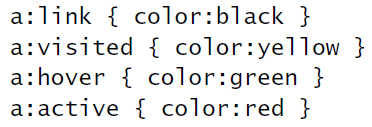 a:link { color:black }
a:visited { color:yellow }
a:hover { color:green }
a:active { color:red }